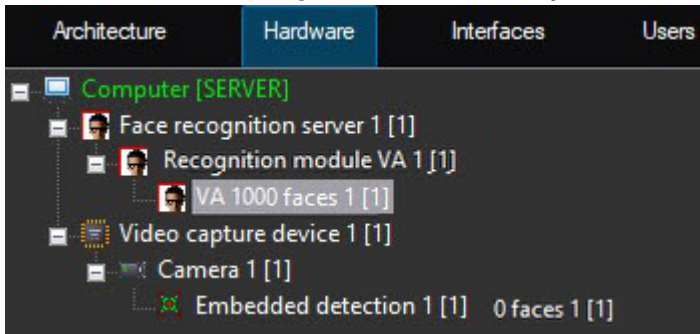 Architecture Hardware Interfaces Users
Computer [SERVER]
Face recognition server 1 [1]
Recognition module VA 1 [1]
VA 1000 faces 1 [1]
Video capture device 1 [1]
Camera 1 [1]
Embedded detection 1 [1] 0 faces 1 [1]